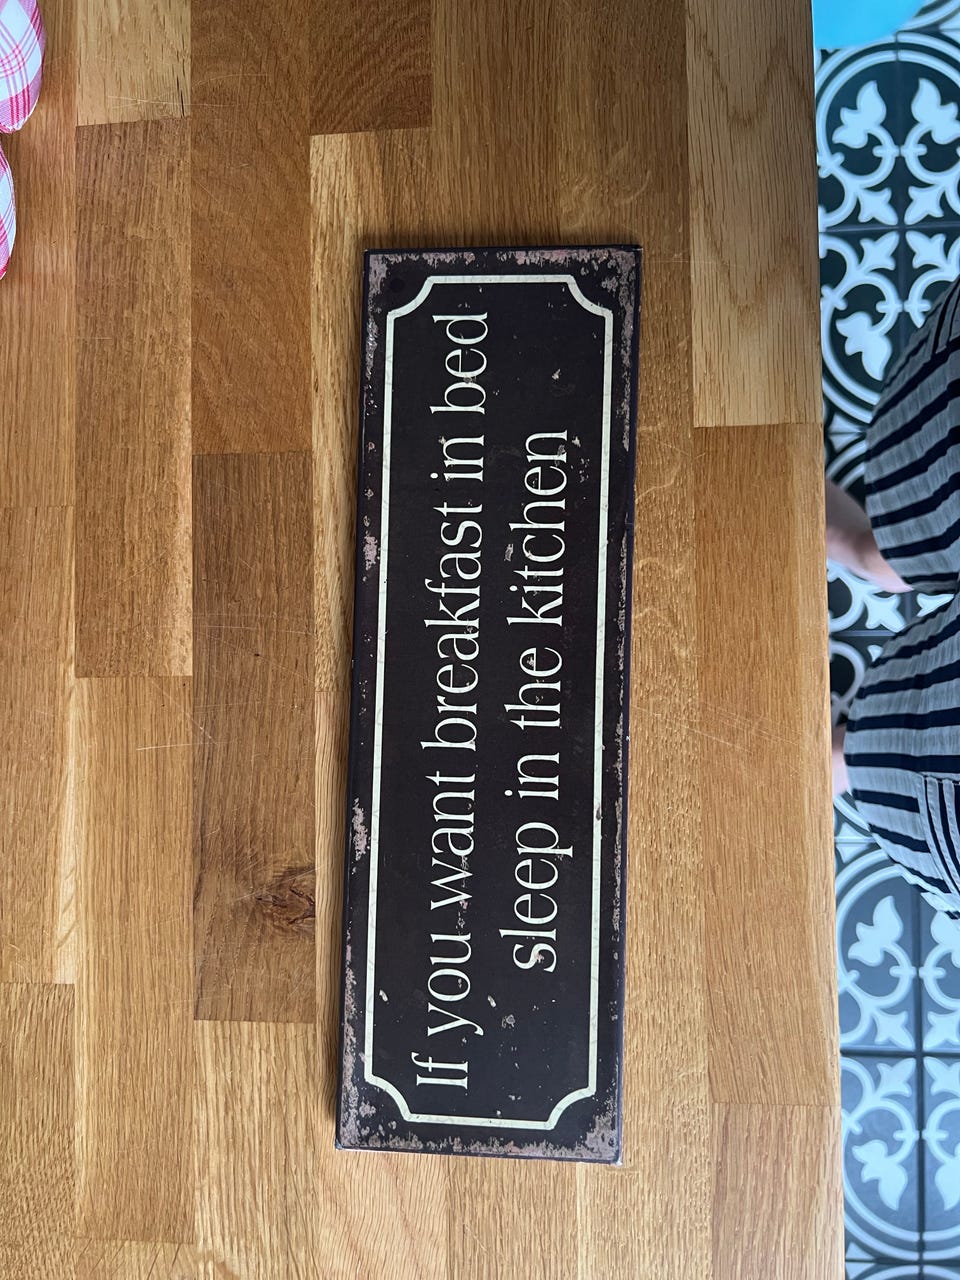 If you want breakfast in bed
sleep in the kitchen